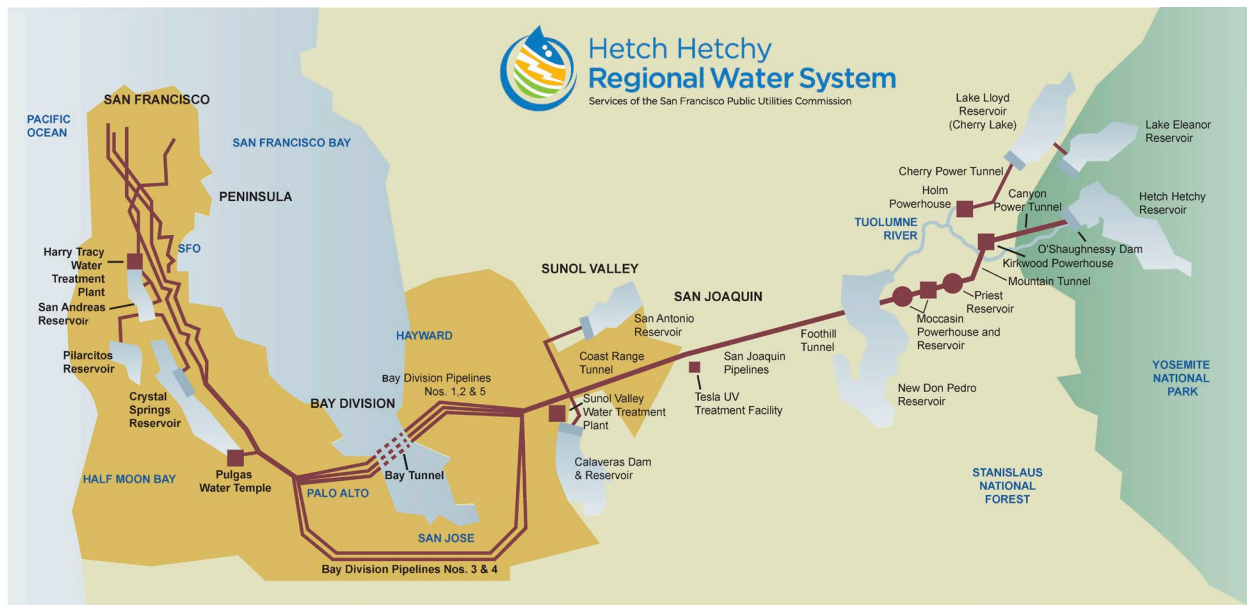 Hetch Hetchy
Regional Water System
Services of the San Francisco Public Utilities Commission
SAN FRANCISCO
PACIFIC
OCEAN
SAN FRANCISCO BAY
PENINSULA
SFO
Harry Tracy
Water
Treatment
Plant
San Andreas
Reservoir
Pilarcitos
Reservoir
Crystal
Springs
Reservoir
HALF MOON BAY
Pulgas
Water Temple
PALO ALTO
BAY DIVISION
HAYWARD
Bay Division Pipelines
Nos. 1,2 & 5
Bay Tunnel
SAN JOSE
Bay Division Pipelines Nos. 3 & 4
SUNOL VALLEY
San Antonio
Reservoir
Coast Range
Tunnel
Sunol Valley
Water Treatment
Plant
Calaveras Dam
& Reservoir
SAN JOAQUIN
San Joaquin
Pipelines
Tesla UV
Treatment Facility
Foothill
Tunnel
New Don Pedro
Reservoir
Moccasin
Powerhouse and
Reservoir
Priest
Reservoir
Mountain Tunnel
Kirkwood Powerhouse
O'Shaughnessy Dam
TUOLUMNE
RIVER
Holm
Powerhouse
Cherry Power Tunnel
Canyon
Power Tunnel
Lake Lloyd
Reservoir
(Cherry Lake)
Lake Eleanor
Reservoir
Hetch Hetchy
Reservoir
YOSEMITE
NATIONAL
PARK
STANISLAUS
NATIONAL
FOREST